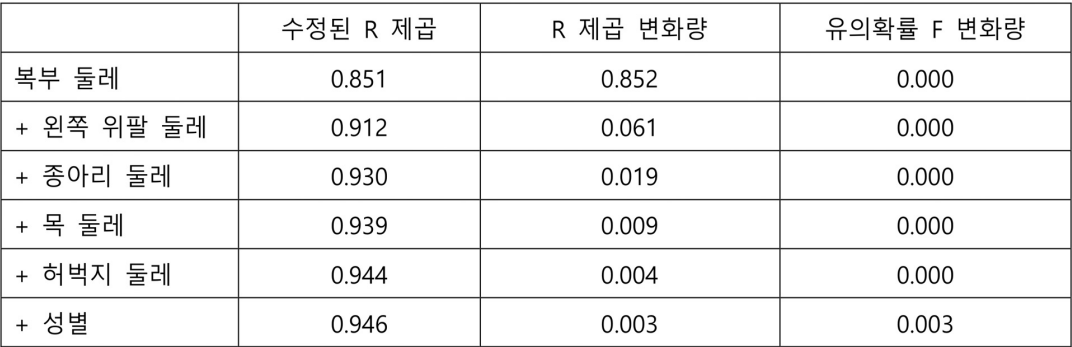 수정된 R 제곱 R 제곱 변화량 유의확률 F 변화량
복부 둘레 0.851 0.852 0.000
+ 왼쪽 위팔 둘레 0.912 0.061 0.000
+ 종아리 둘레 0.930 0.019 0.000
+ 목 둘레 0.939 0.009 0.000
+ 허벅지 둘레 0.944 0.004 0.000
+ 성별 0.946 0.003 0.003